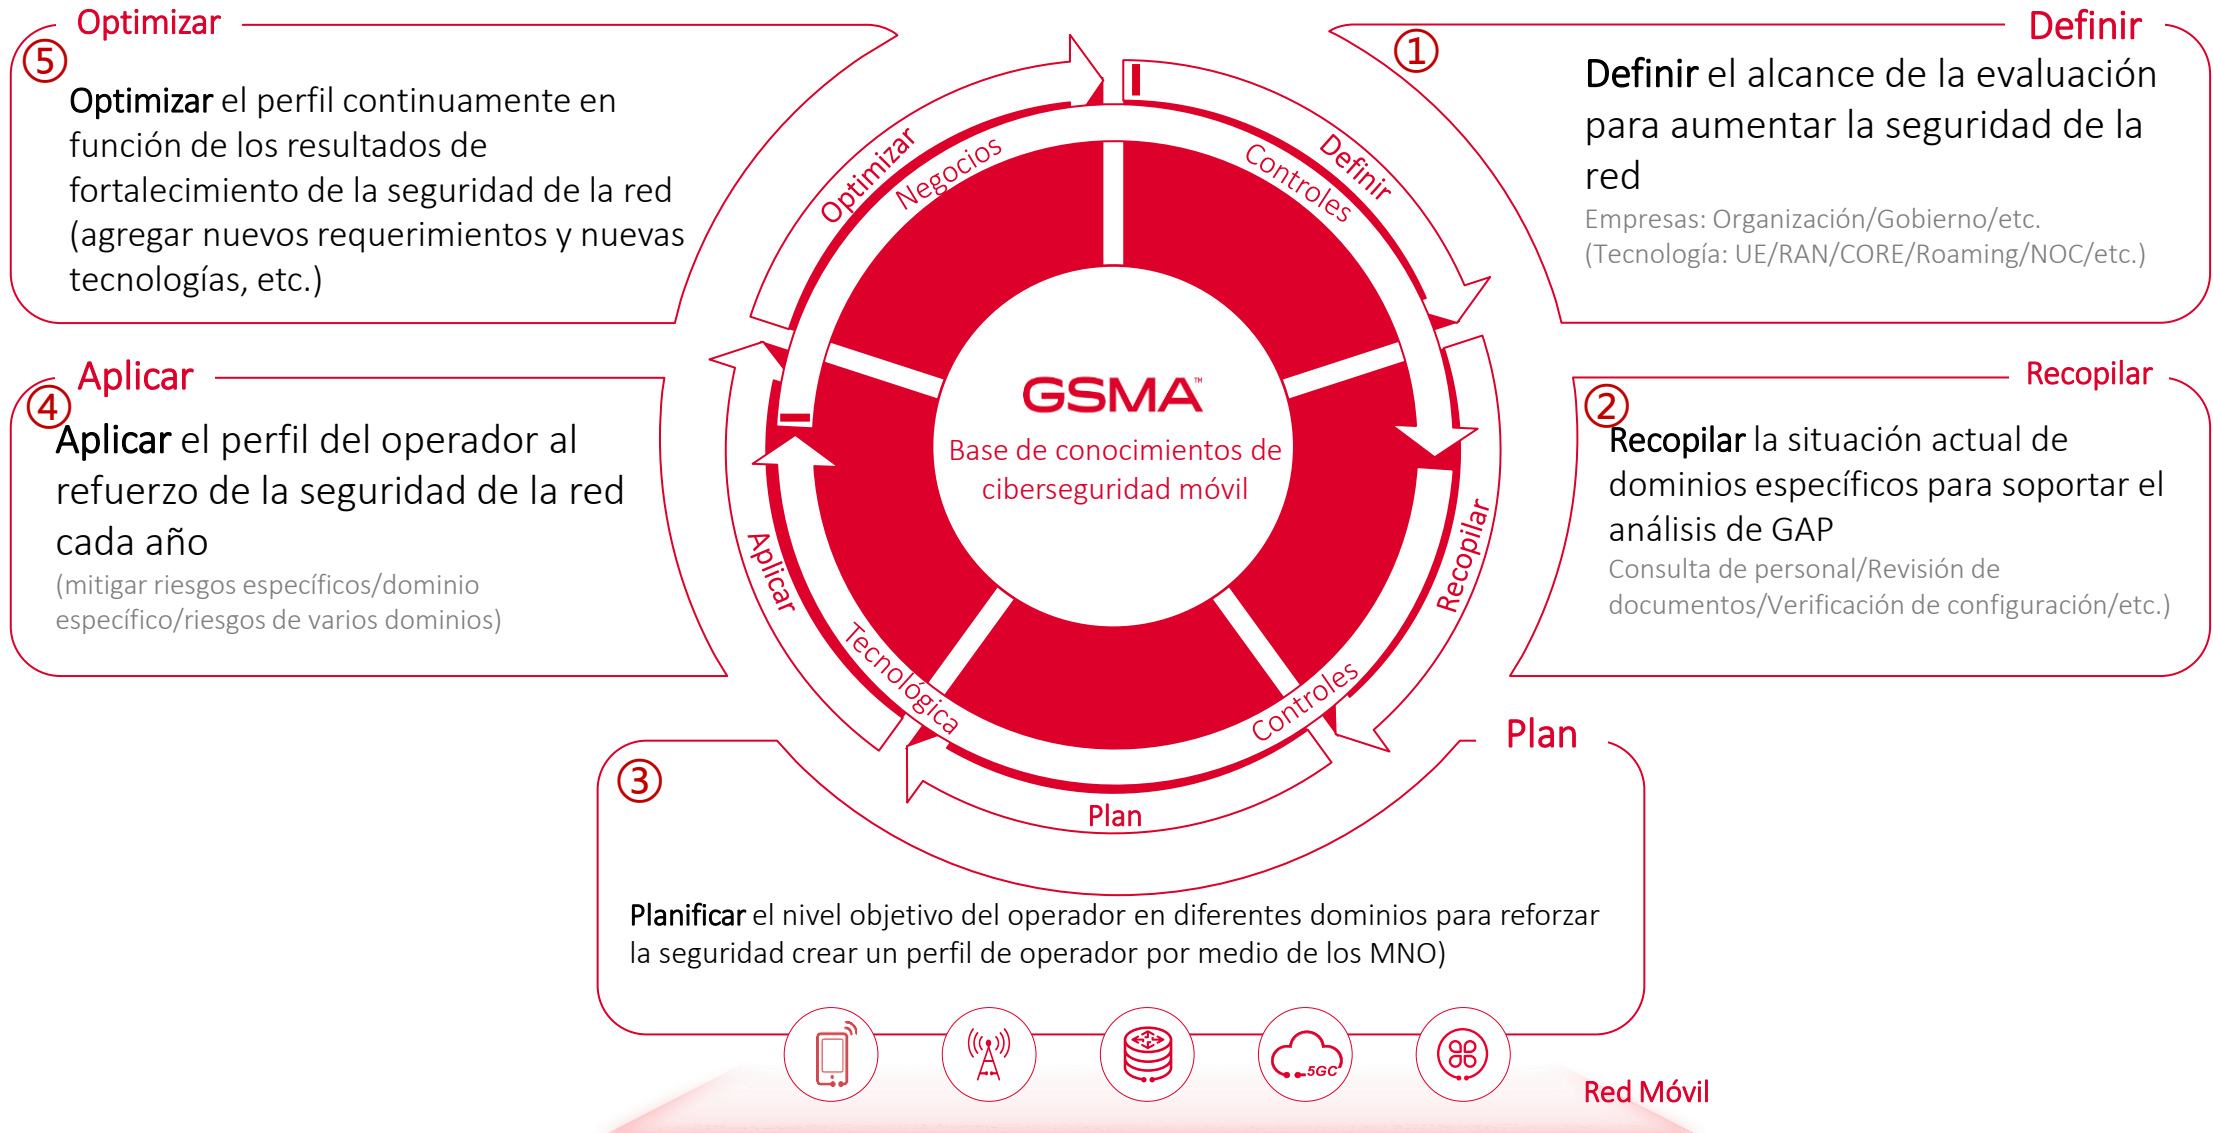 Optimizar
⑤
Optimizar el perfil continuamente en
función de los resultados de
fortalecimiento de la seguridad de la red
(agregar nuevos requerimientos y nuevas
tecnologías, etc.)
Definir
①
Definir el alcance de la evaluación
para aumentar la seguridad de la
red
Empresas: Organización/Gobierno/etc.
(Tecnología: UE/RAN/CORE/Roaming/NOC/etc.)
Optimizar
Negocios
Controles
Definir
Aplicar
④
Aplicar el perfil del operador al
refuerzo de la seguridad de la red
cada año
(mitigar riesgos específicos/dominio
específico/riesgos de varios dominios)
GSMA™
Base de conocimientos de
ciberseguridad móvil
Recopilar
②
Recopilar la situación actual de
dominios específicos para soportar el
análisis de GAP
Consulta de personal/Revisión de
documentos/Verificación de configuración/etc.)
Aplicar
Tecnológica
Controles
Recopilar
Plan
Plan
③
Planificar el nivel objetivo del operador en diferentes dominios para reforzar
la seguridad crear un perfil de operador por medio de los MNO)
5GC
Red Móvil